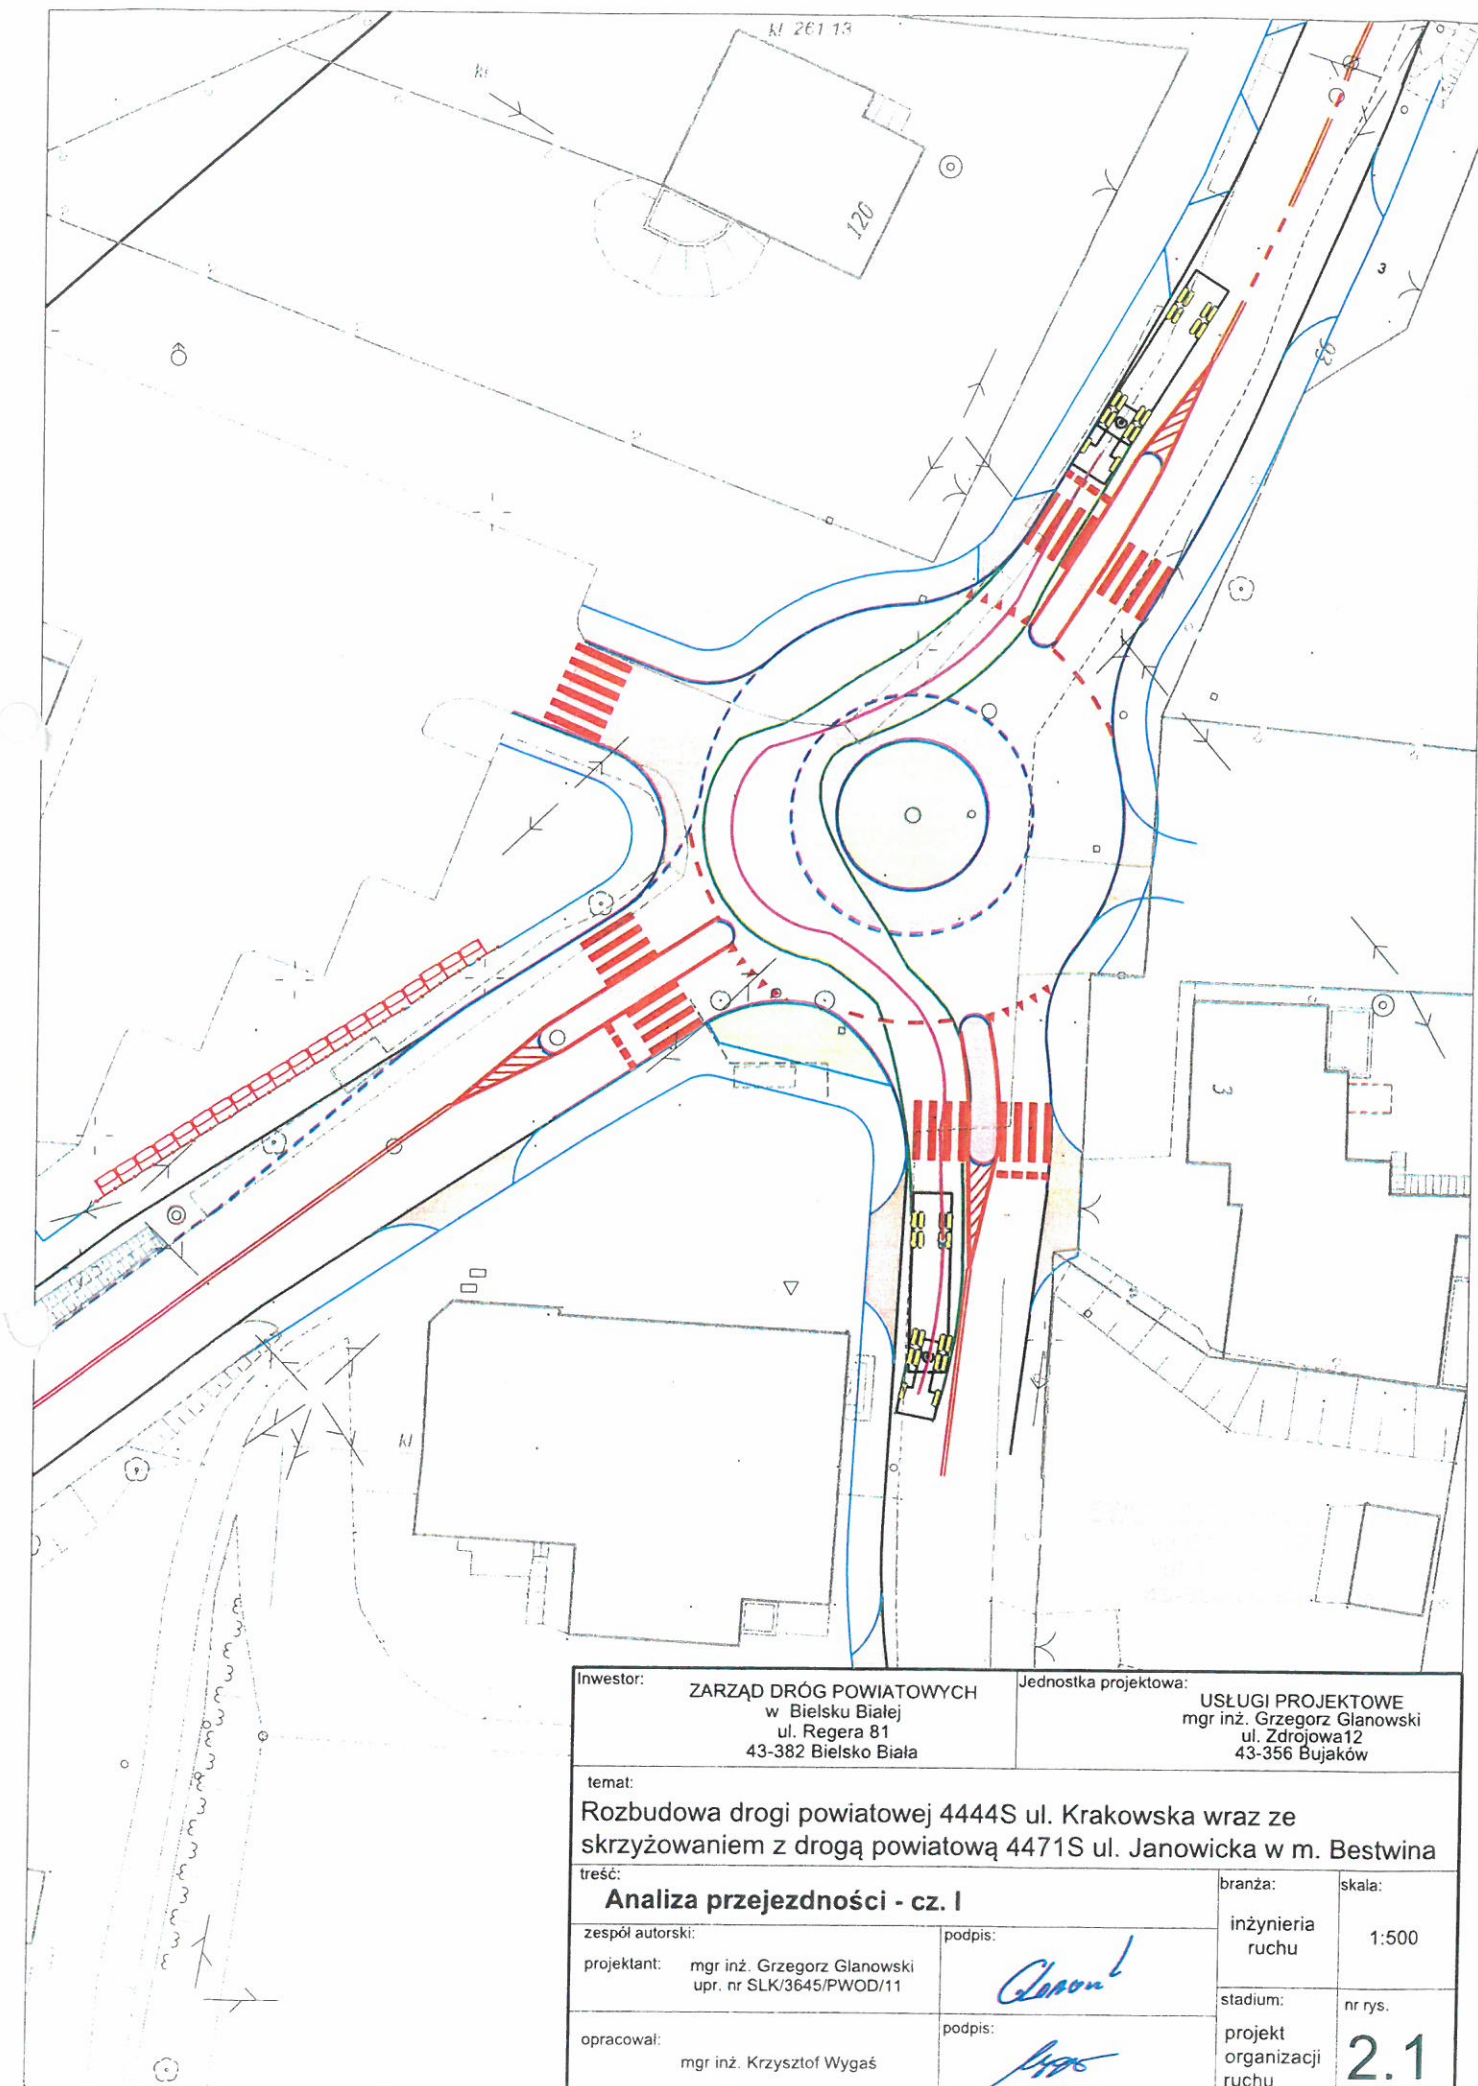 kl 261 13
kl
120
3
93
3
kl
Inwestor:
ZARZĄD DRÓG POWIATOWYCH
w Bielsku Białej
ul. Regera 81
43-382 Bielsko Biała
Jednostka projektowa:
USŁUGI PROJEKTOWE
mgr inż. Grzegorz Glanowski
ul. Zdrojowa12
43-356 Bujaków
temat:
Rozbudowa drogi powiatowej 4444S ul. Krakowska wraz ze
skrzyżowaniem z drogą powiatową 4471S ul. Janowicka w m. Bestwina
treść:
Analiza przejezdności - cz. I
branża:
inżynieria
ruchu
skala:
1:500
zespół autorski:
projektant: mgr inż. Grzegorz Glanowski
upr. nr SLK/3645/PWOD/11
podpis:
stadium:
projekt
organizacji
ruchu
nr rys.
2.1
opracował:
mgr inż. Krzysztof Wygaś
podpis: